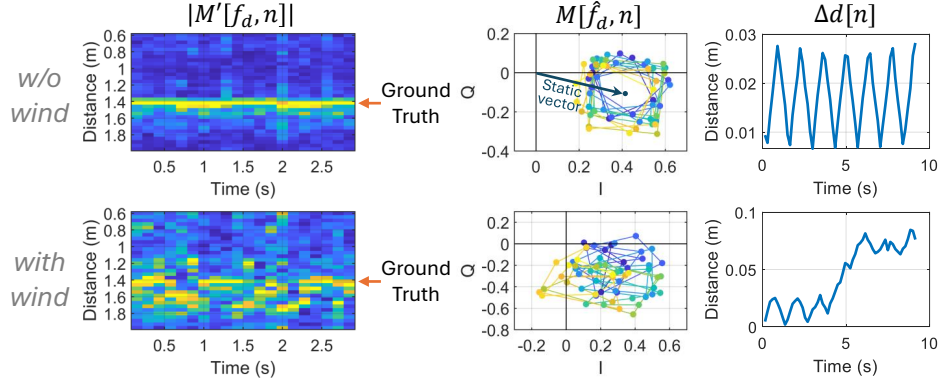 |M′[f_d, n]|
M[f̂_d, n]
Δd[n]
w/o
wind
Distance (m)
0.6
0.8
1
1.2
1.4
1.6
1.8
0.5
1
1.5
2
2.5
Time (s)
Ground
Truth
Q
0.2
0
-0.2
-0.4
Static
vector
0
0.2
0.4
0.6
0.8
1
I
Distance (m)
0.03
0.02
0.01
0
5
10
Time (s)
with
wind
Distance (m)
0.6
0.8
1
1.2
1.4
1.6
1.8
0.5
1
1.5
2
2.5
Time (s)
Ground
Truth
Q
0.2
0
-0.2
-0.4
-0.6
-0.8
-0.2
0
0.2
0.4
0.6
0.8
I
Distance (m)
0.1
0.05
0
0
5
10
Time (s)